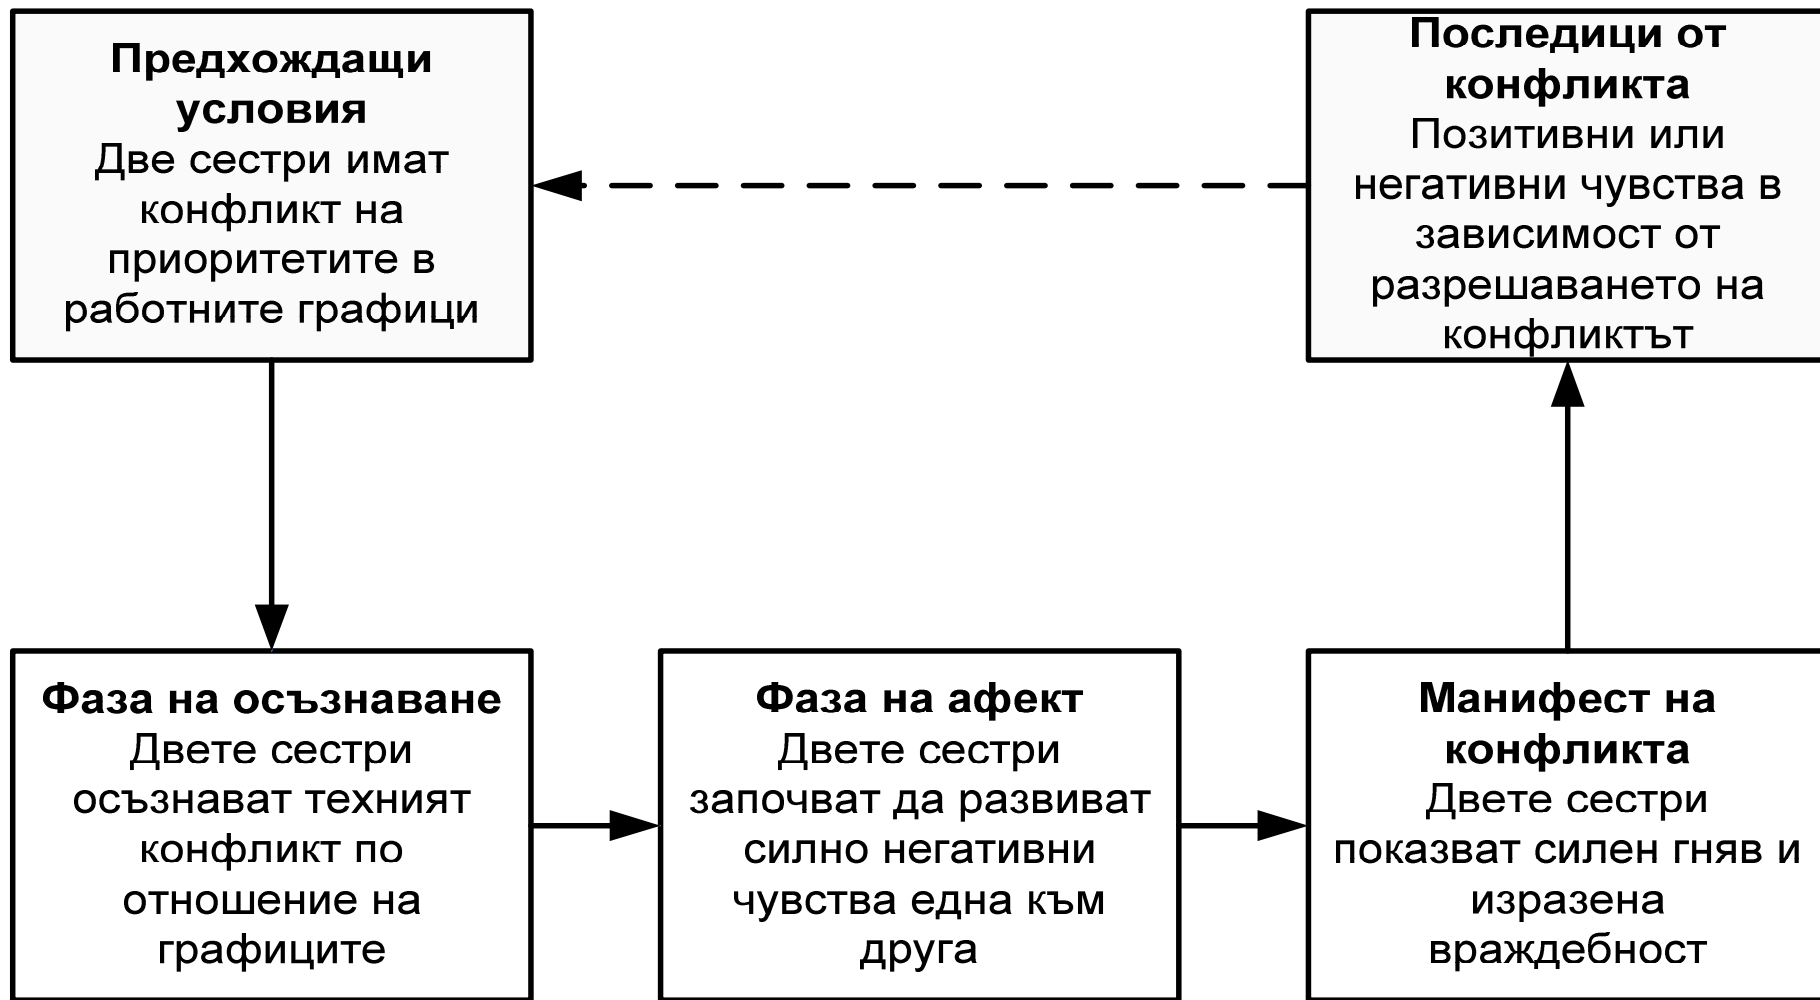 Предхождащи
условия
Две сестри имат
конфликт на
приоритетите в
работните графици
Последици от
конфликта
Позитивни или
негативни чувства в
зависимост от
разрешаването на
конфликтът
Фаза на осъзнаване
Двете сестри
осъзнават техният
конфликт по
отношение на
графиците
Фаза на афект
Двете сестри
започват да развиват
силно негативни
чувства една към
друга
Манифест на
конфликта
Двете сестри
показват силен гняв и
изразена
враждебност